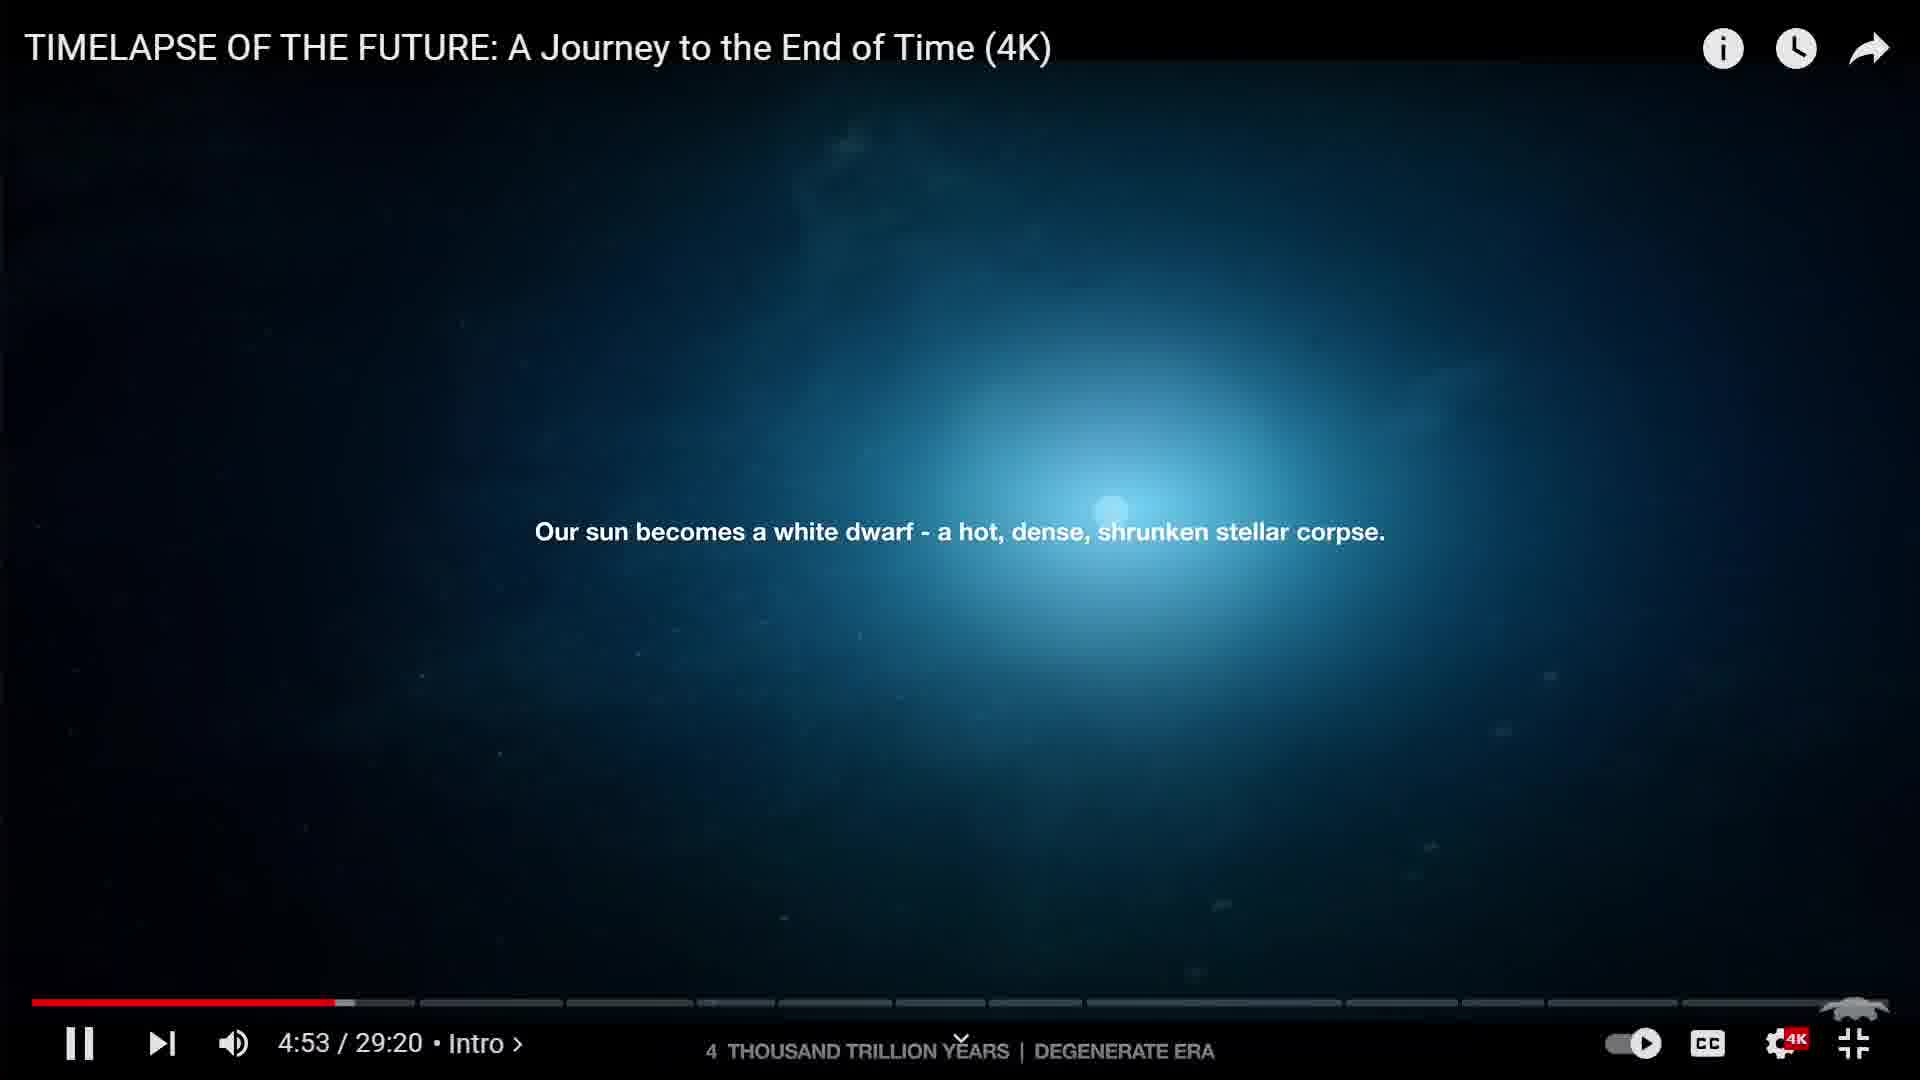 TIMELAPSE OF THE FUTURE: A Journey to the End of Time (4K)
Our sun becomes a white dwarf - a hot, dense, shrunken stellar corpse.
4:53 / 29:20 • Intro
4 THOUSAND TRILLION YEARS | DEGENERATE ERA
CC
4K